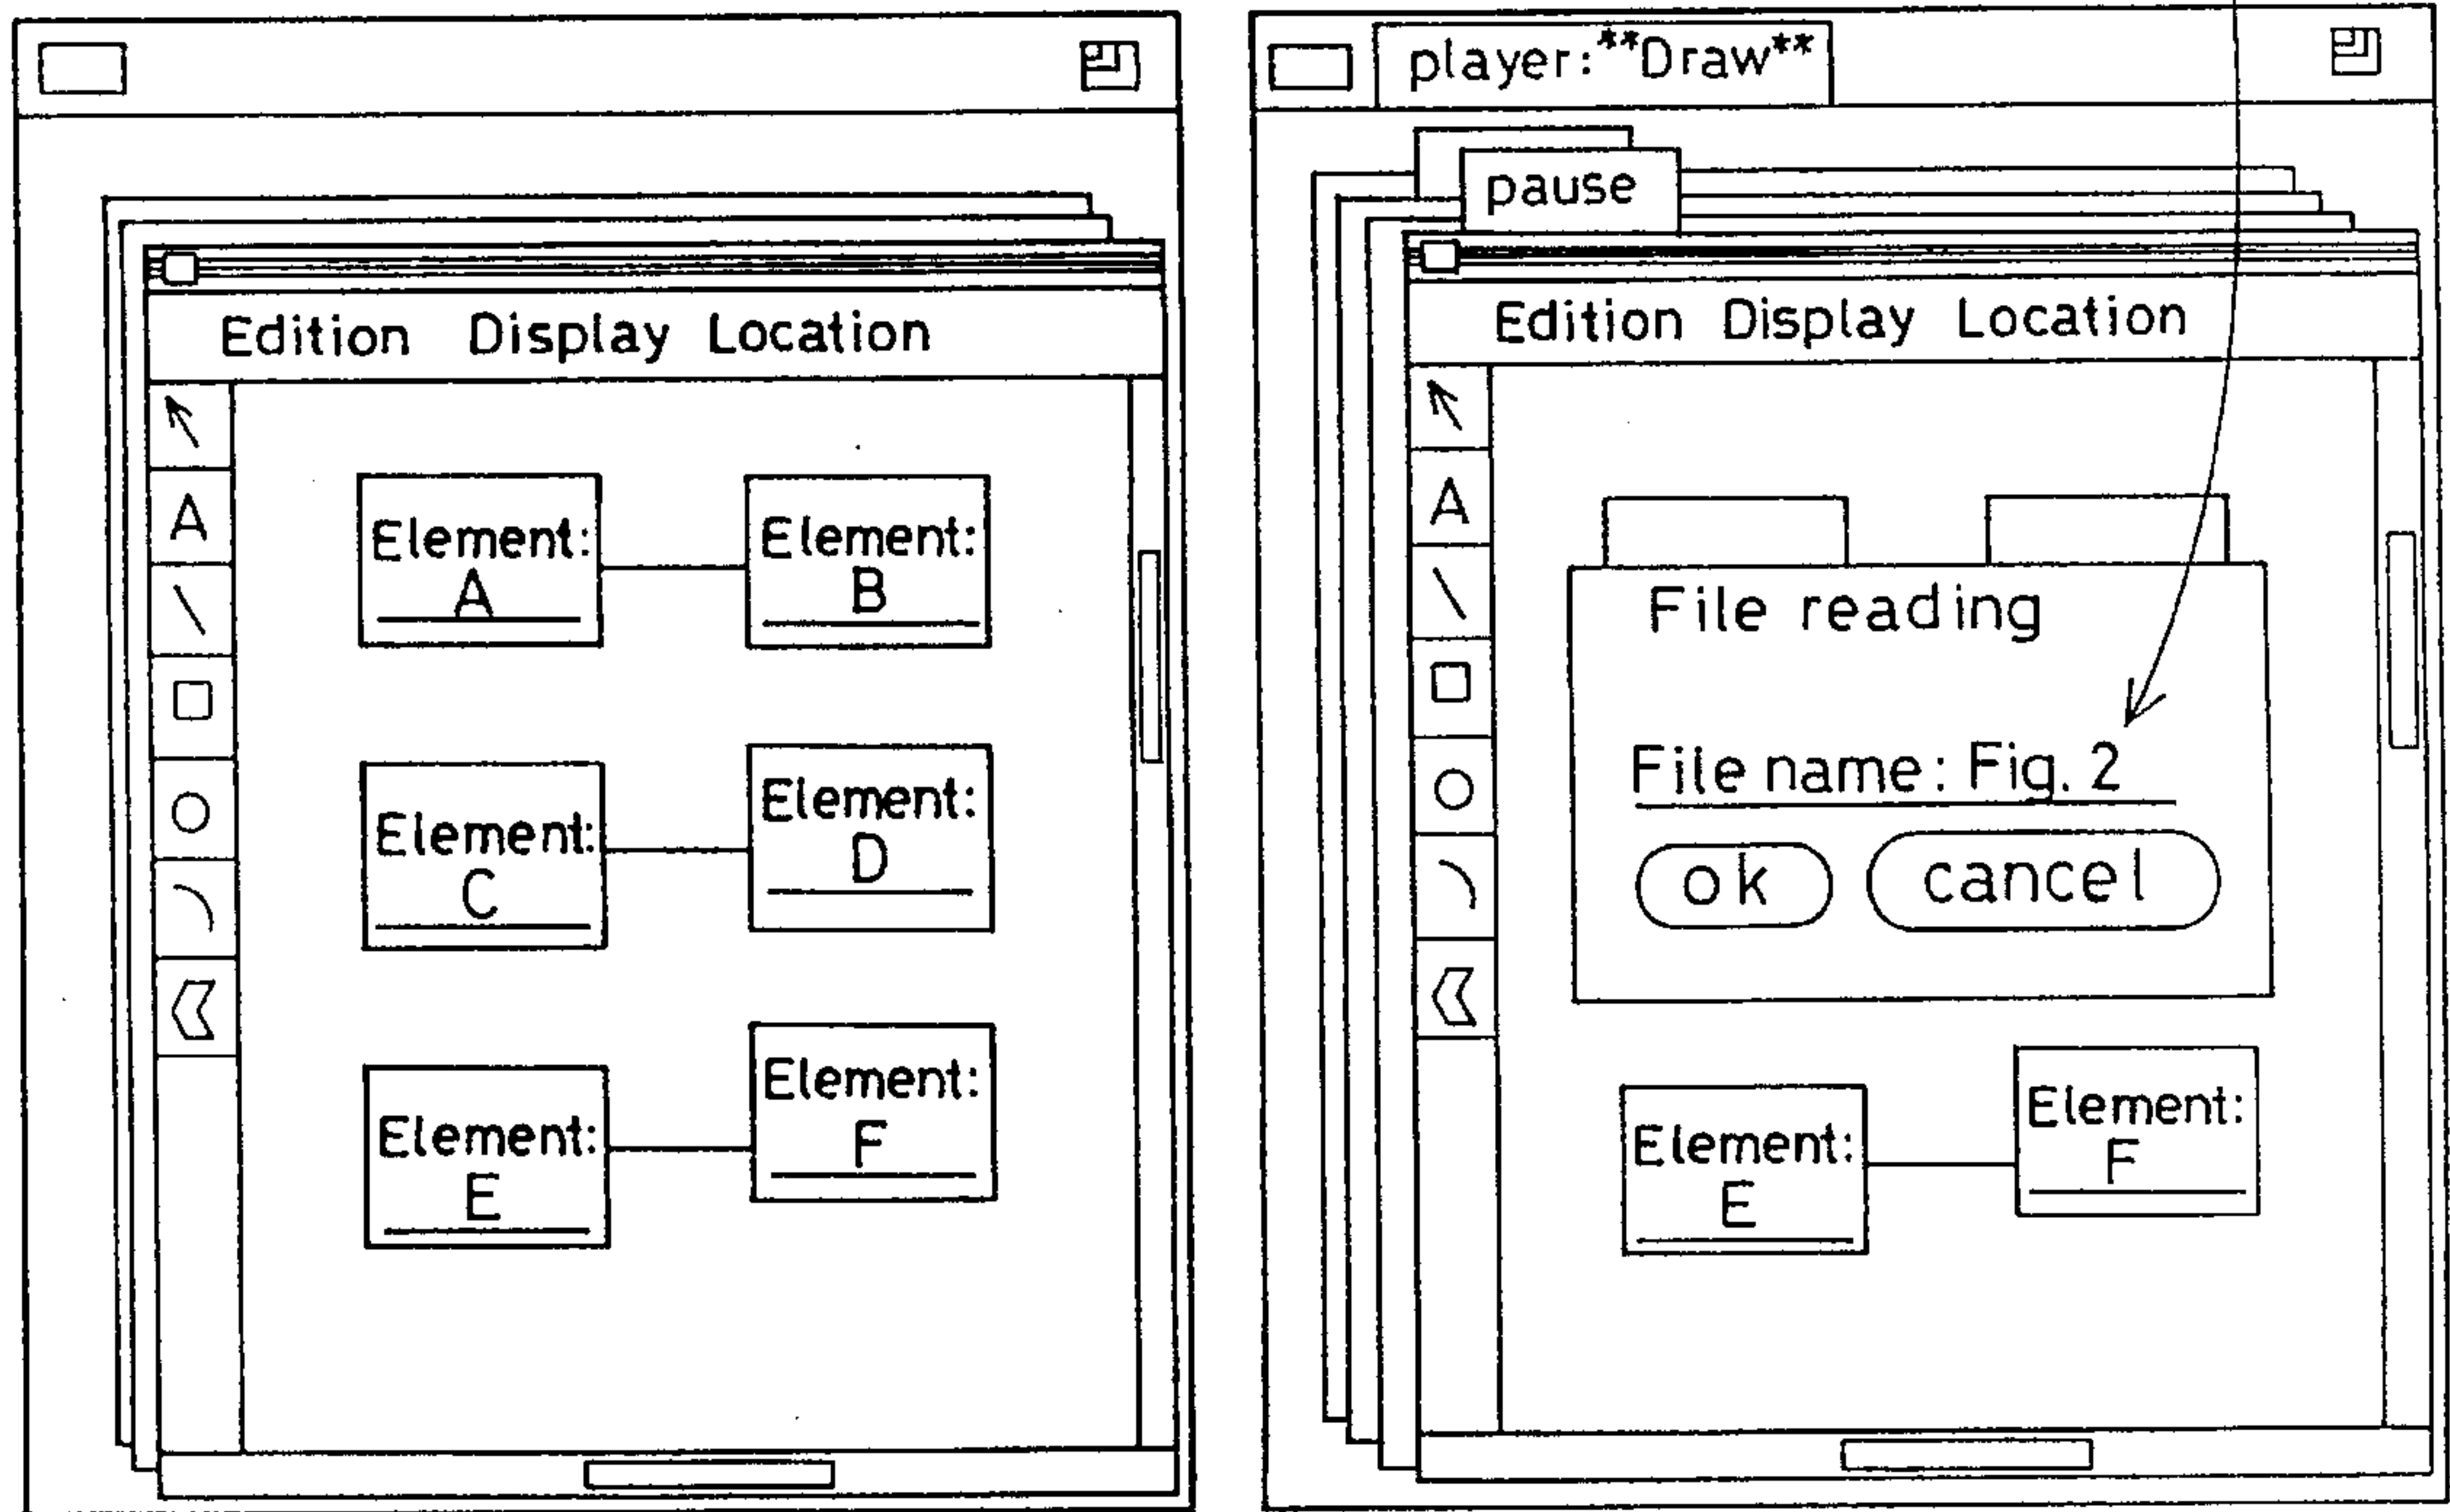 Edition Display Location
A
Element:
A
Element:
B
Element:
C
Element:
D
Element:
E
Element:
F
player:**Draw**
pause
Edition Display Location
A
File reading
File name: Fig. 2
ok cancel
Element:
E
Element:
F